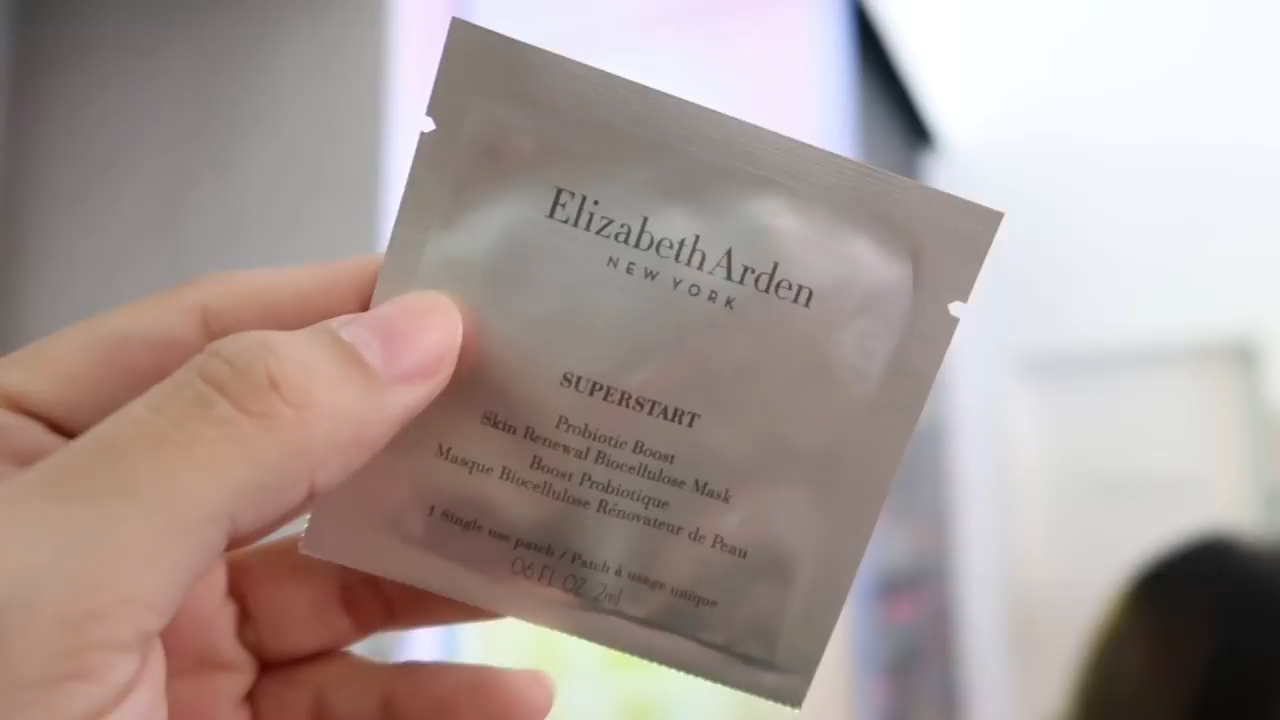 Elizabeth Arden
NEW YORK
SUPERSTART
Probiotic Boost
Skin Renewal Biocellulose Mask
Boost Probiotique
Masque Biocellulose Rénovateur de Peau
1 Single use patch / Patch à usage unique
.06 FL OZ 2ml